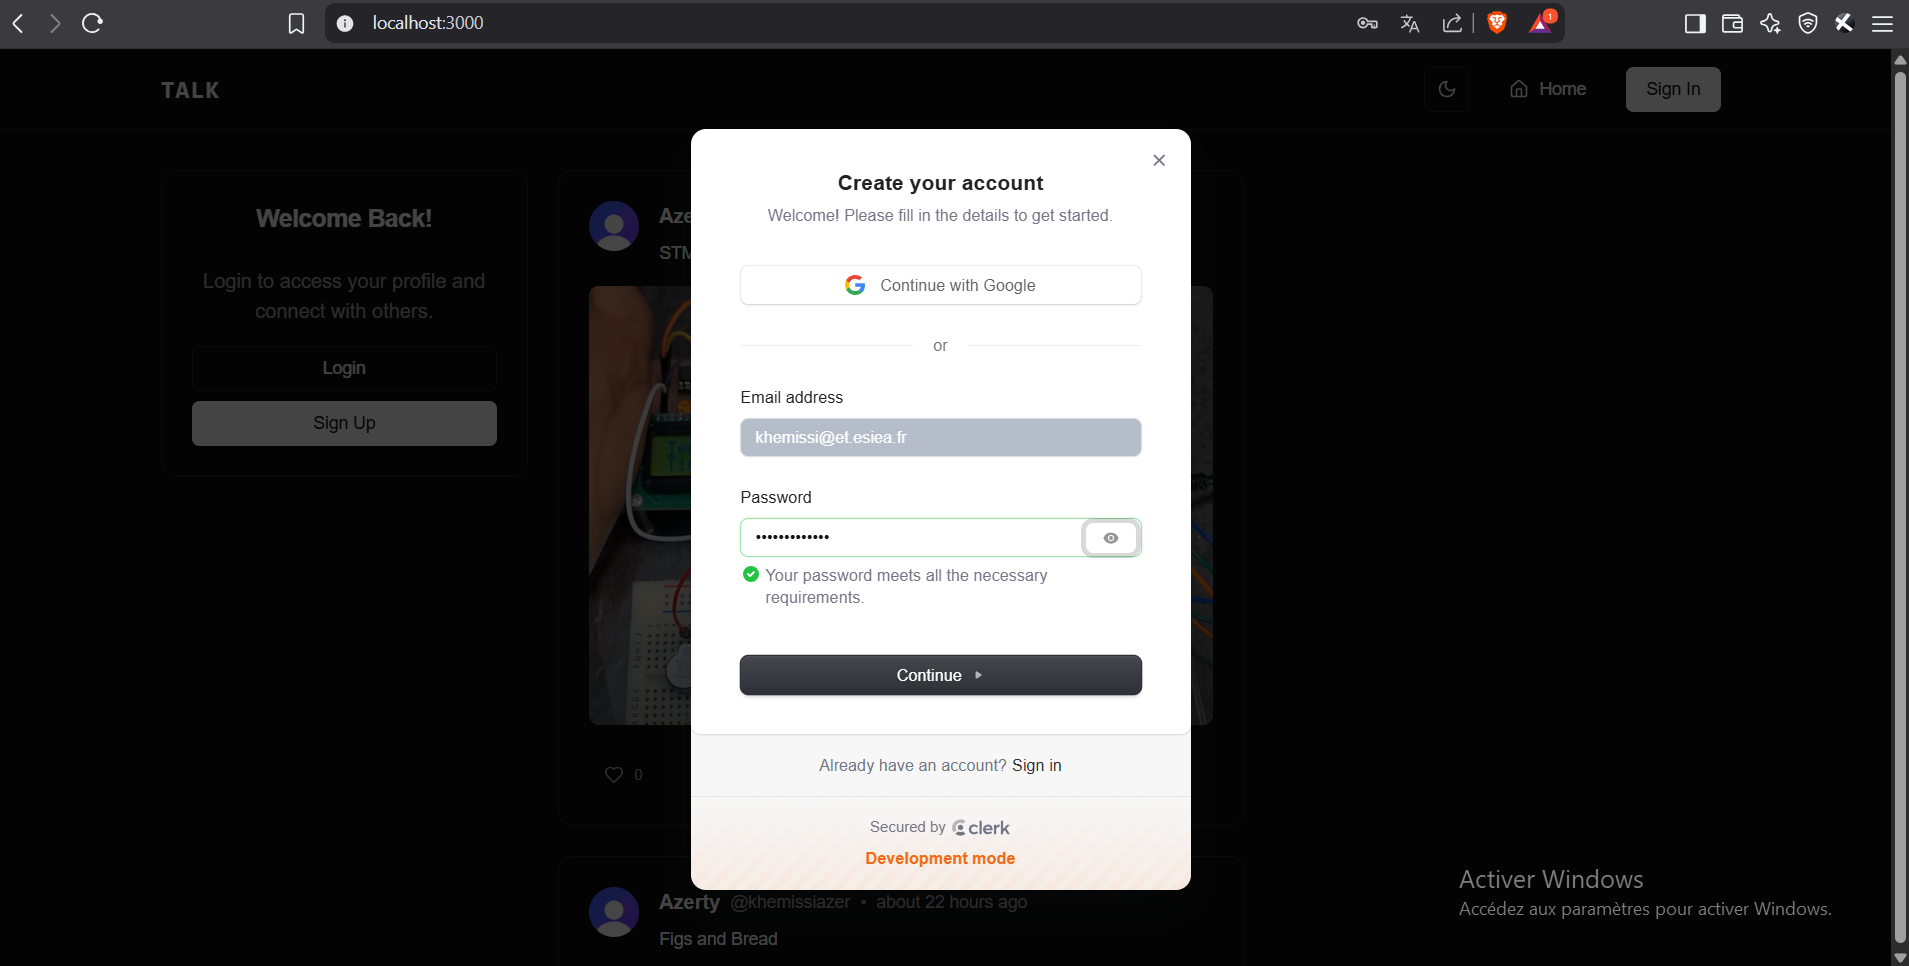 localhost:3000
1
TALK
Home
Sign In
Welcome Back!
Login to access your profile and
connect with others.
Login
Sign Up
Aze
STM
0
Create your account
Welcome! Please fill in the details to get started.
Continue with Google
or
Email address
khemissi@et.esiea.fr
Password
•••••••••••••
Your password meets all the necessary
requirements.
Continue
Already have an account? Sign in
Secured by clerk
Development mode
Azerty @khemissiazer • about 22 hours ago
Figs and Bread
Activer Windows
Accédez aux paramètres pour activer Windows.